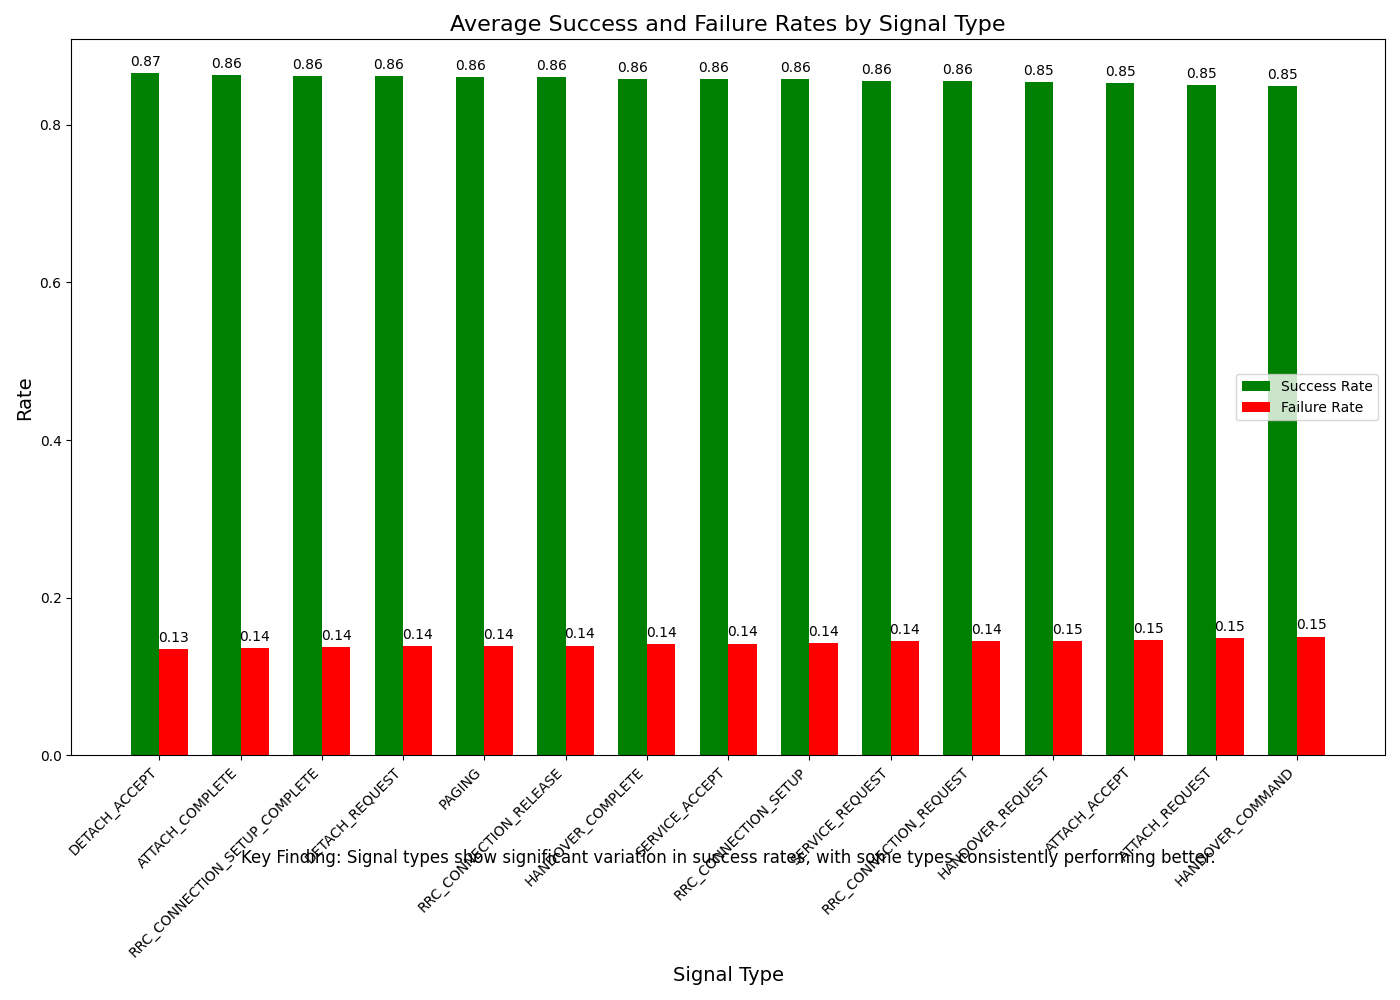 Average Success and Failure Rates by Signal Type
0.87 0.86 0.86 0.86 0.86 0.86 0.86 0.86 0.86 0.86 0.86 0.85 0.85 0.85 0.85
0.8
0.6
0.4
0.2
0.0
Rate
Success Rate
Failure Rate
0.13 0.14 0.14 0.14 0.14 0.14 0.14 0.14 0.14 0.14 0.14 0.15 0.15 0.15 0.15
DETACH_ACCEPT
ATTACH_COMPLETE
RRC_CONNECTION_SETUP_COMPLETE
DETACH_REQUEST
PAGING
RRC_CONNECTION_RELEASE
HANDOVER_COMPLETE
SERVICE_ACCEPT
RRC_CONNECTION_SETUP
SERVICE_REQUEST
RRC_CONNECTION_REQUEST
HANDOVER_REQUEST
ATTACH_ACCEPT
ATTACH_REQUEST
HANDOVER_COMMAND
Key Finding: Signal types show significant variation in success rates, with some types consistently performing better.
Signal Type